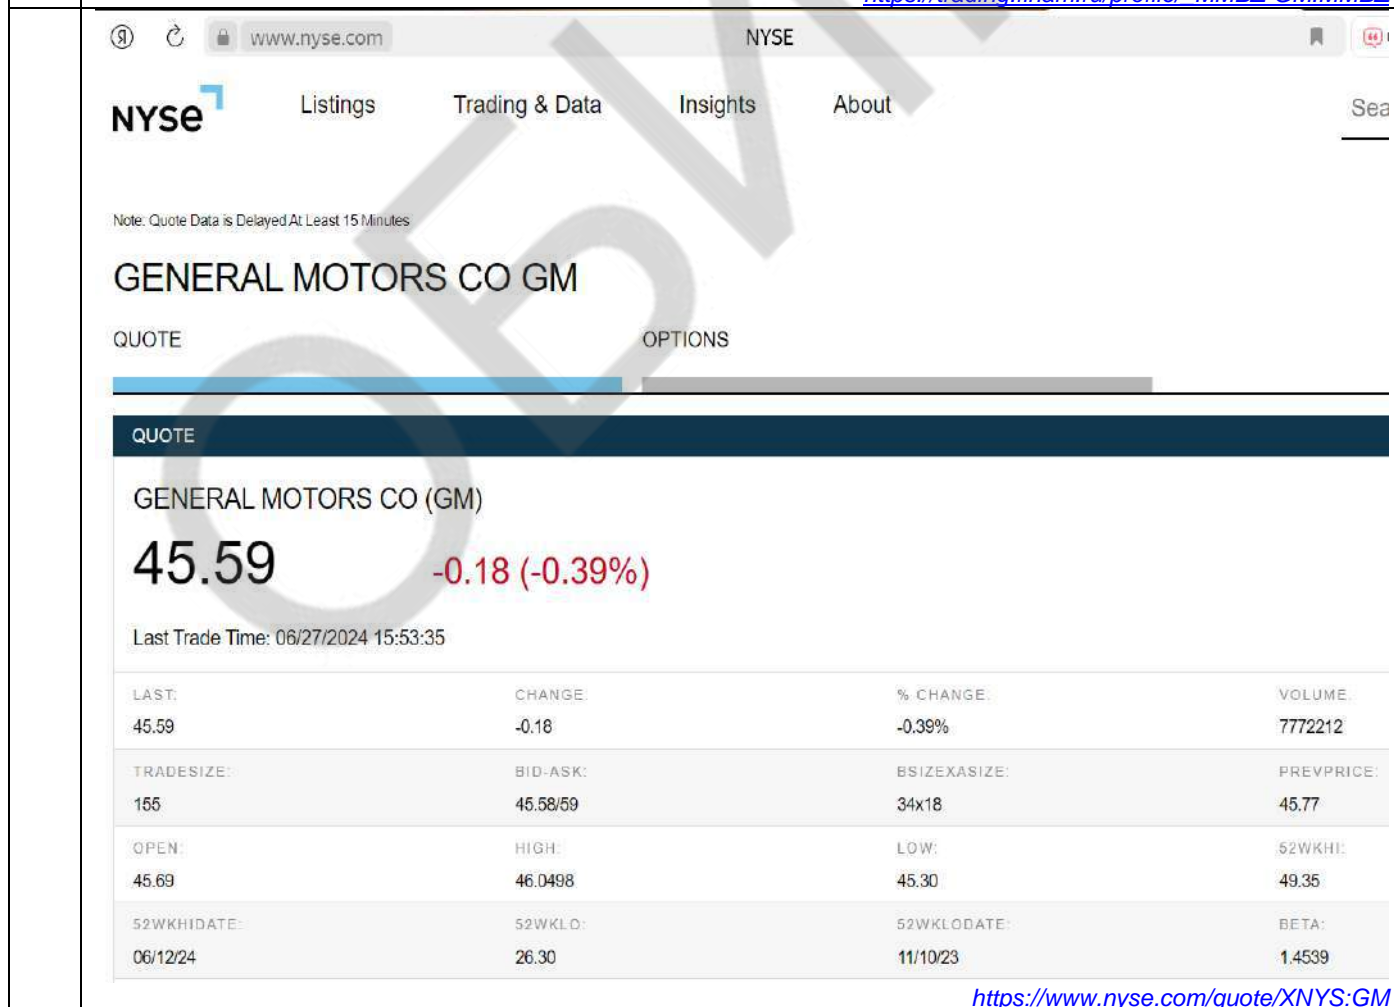 www.nyse.com NYSE
NYSE Listings Trading & Data Insights About Sea
Note: Quote Data is Delayed At Least 15 Minutes
GENERAL MOTORS CO GM
QUOTE OPTIONS
QUOTE
GENERAL MOTORS CO (GM)
45.59 -0.18 (-0.39%)
Last Trade Time: 06/27/2024 15:53:35
LAST: CHANGE: % CHANGE: VOLUME:
45.59 -0.18 -0.39% 7772212
TRADESIZE: BID-ASK: BSIZEXASIZE: PREVPRICE:
155 45.58/59 34x18 45.77
OPEN: HIGH: LOW: 52WKHI:
45.69 46.0498 45.30 49.35
52WKHIDATE: 52WKLO: 52WKLODATE: BETA:
06/12/24 26.30 11/10/23 1.4539
https://www.nyse.com/quote/XNYS:GM